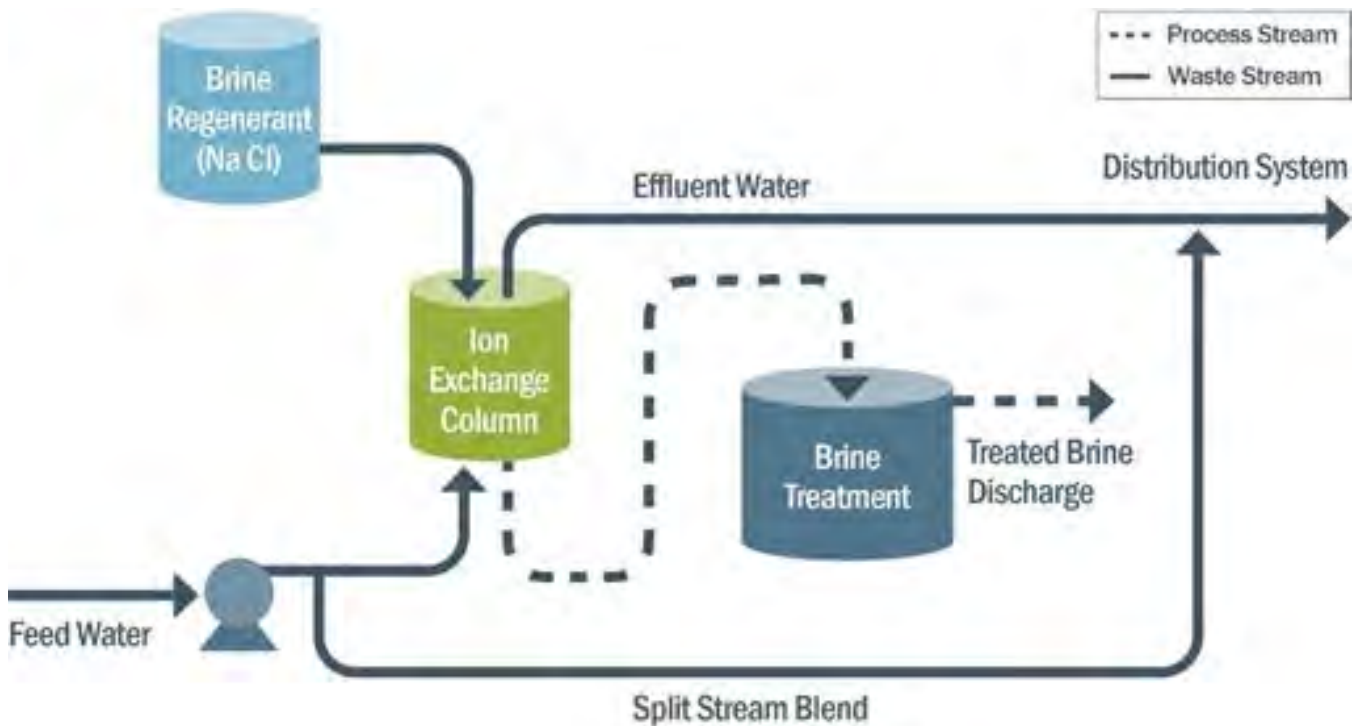 Brine
Regenerant
(Na Cl)
Process Stream
Waste Stream
Effluent Water
Distribution System
Ion
Exchange
Column
Brine
Treatment
Treated Brine
Discharge
Feed Water
Split Stream Blend